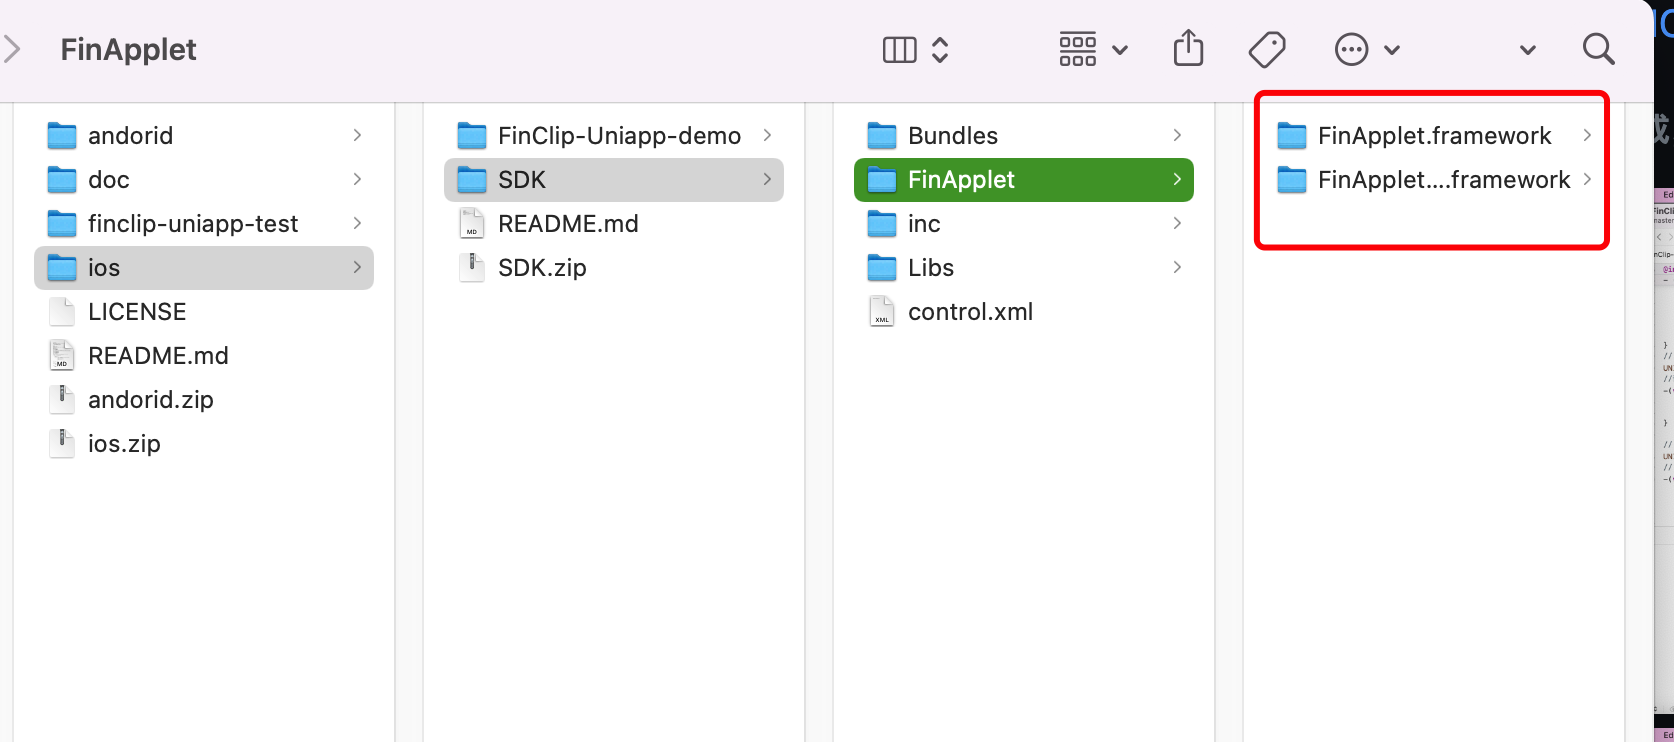 FinApplet
andorid
doc
finclip-uniapp-test
ios
LICENSE
README.md
andorid.zip
ios.zip
FinClip-Uniapp-demo
SDK
README.md
SDK.zip
Bundles
FinApplet
inc
Libs
control.xml
FinApplet.framework
FinApplet....framework